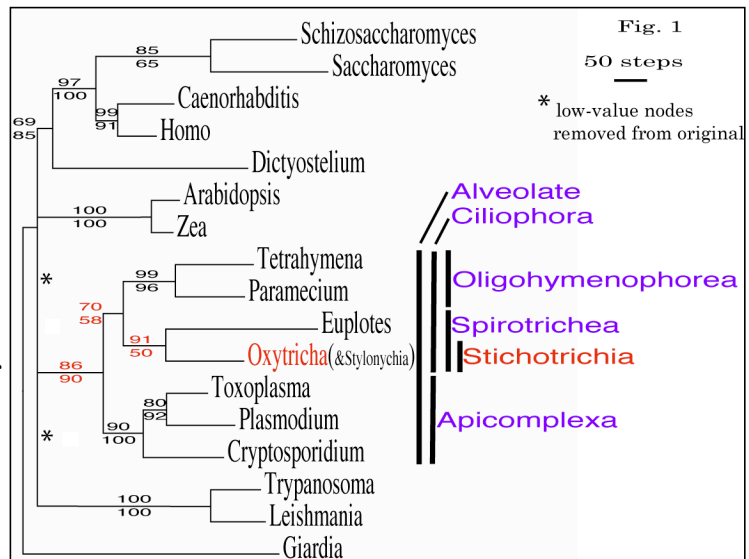 Fig. 1
50 steps
* low-value nodes
removed from original
Schizosaccharomyces
85
65
Saccharomyces
97
100
Caenorhabditis
99
91
Homo
69
85
Dictyostelium
Arabidopsis
100
100
Zea
Alveolate
Ciliophora
*
Tetrahymena
99
96
Paramecium
Oligohymenophorea
70
58
Euplotes
Spirotrichea
91
50
Oxytricha(&Stylonychia)
Stichotrichia
86
90
Toxoplasma
80
92
Plasmodium
Apicomplexa
90
100
*
Cryptosporidium
Trypanosoma
100
100
Leishmania
Giardia